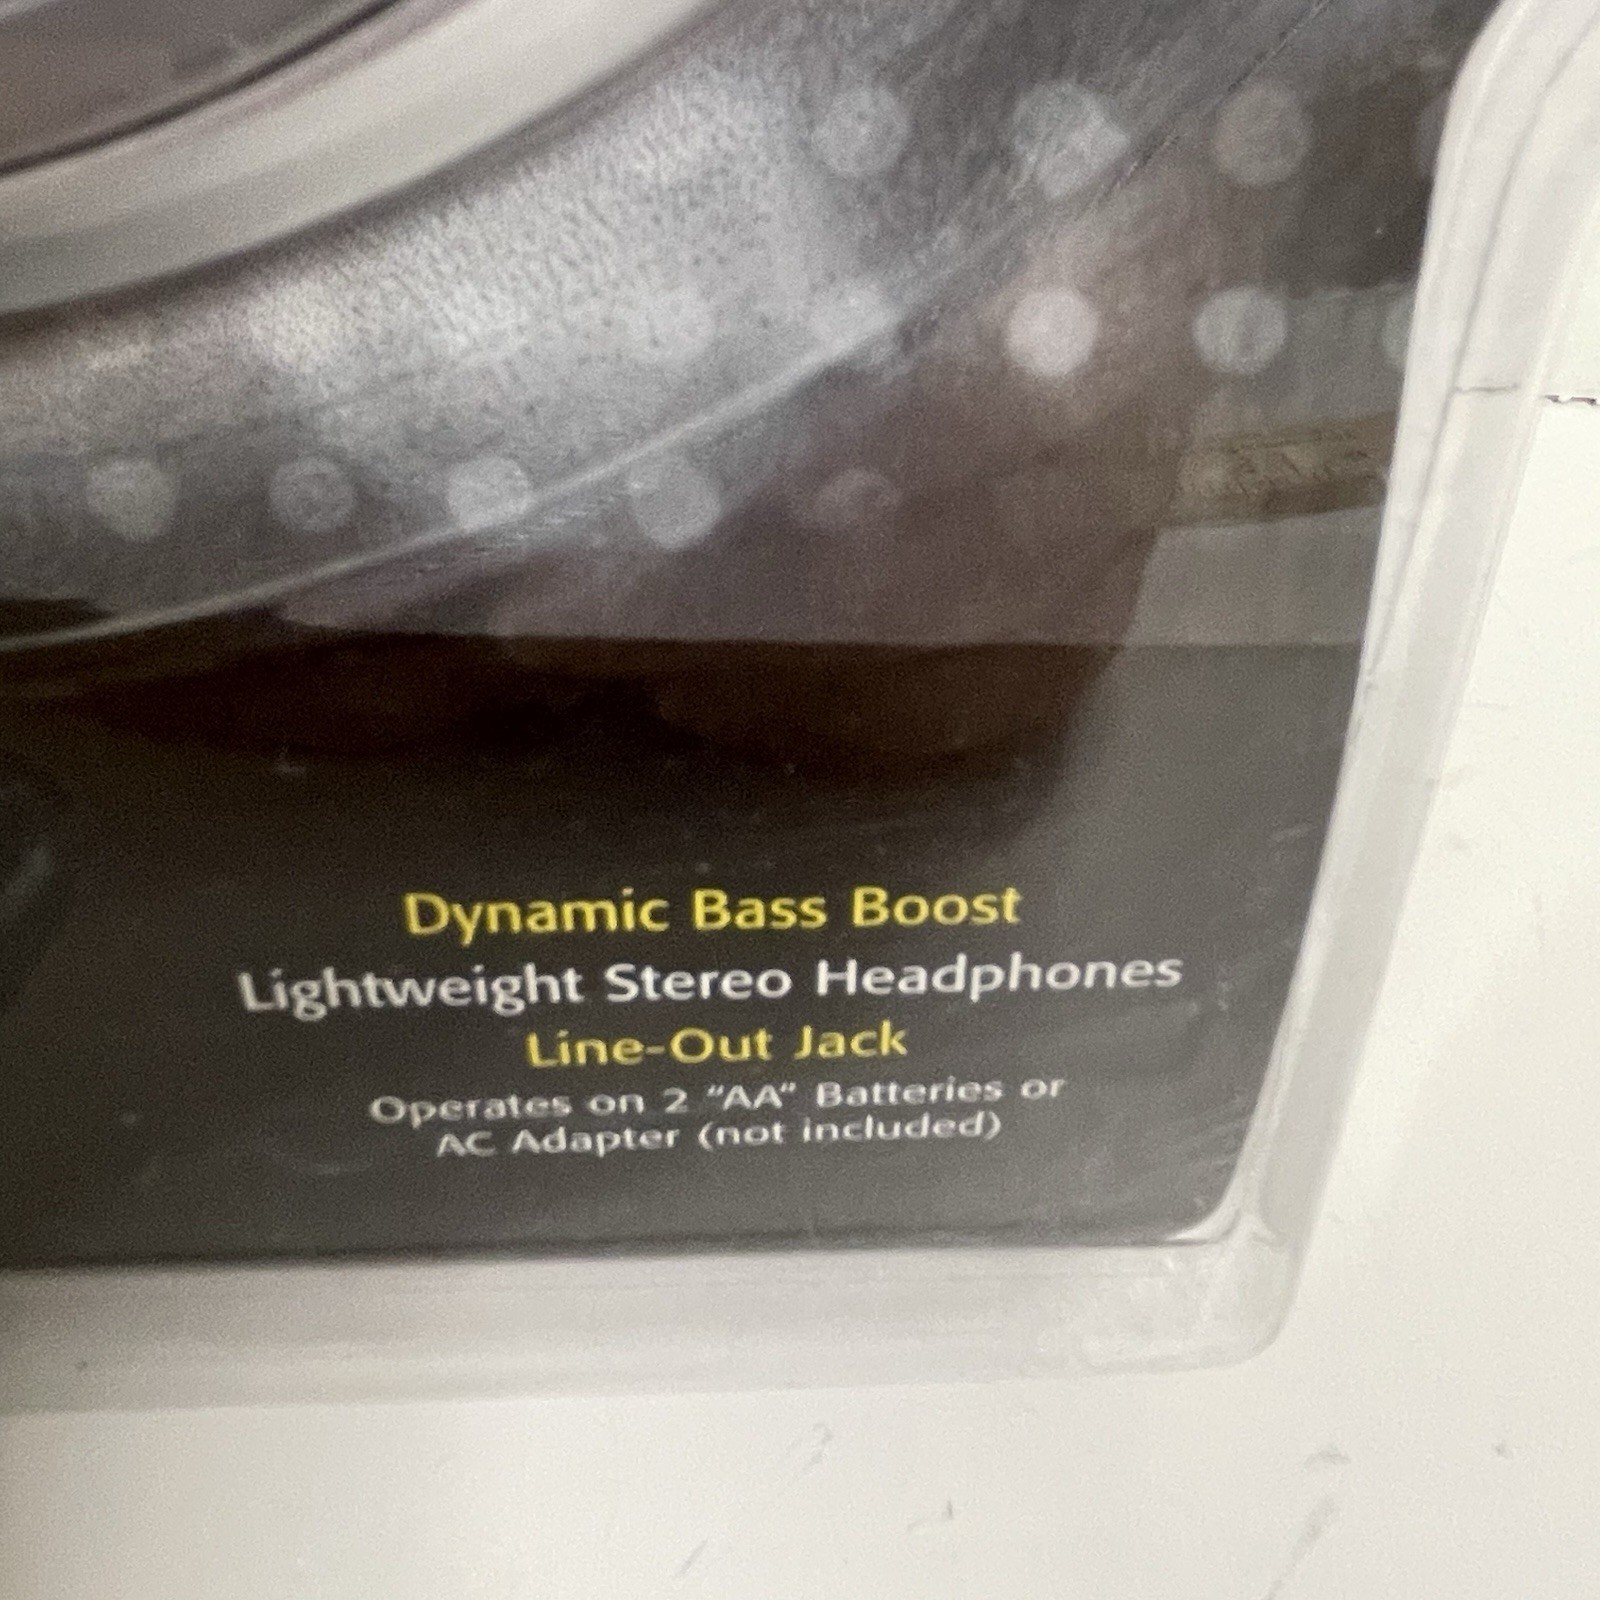 Dynamic Bass Boost
Lightweight Stereo Headphones
Line-Out Jack
Operates on 2 "AA" Batteries or
AC Adapter (not included)